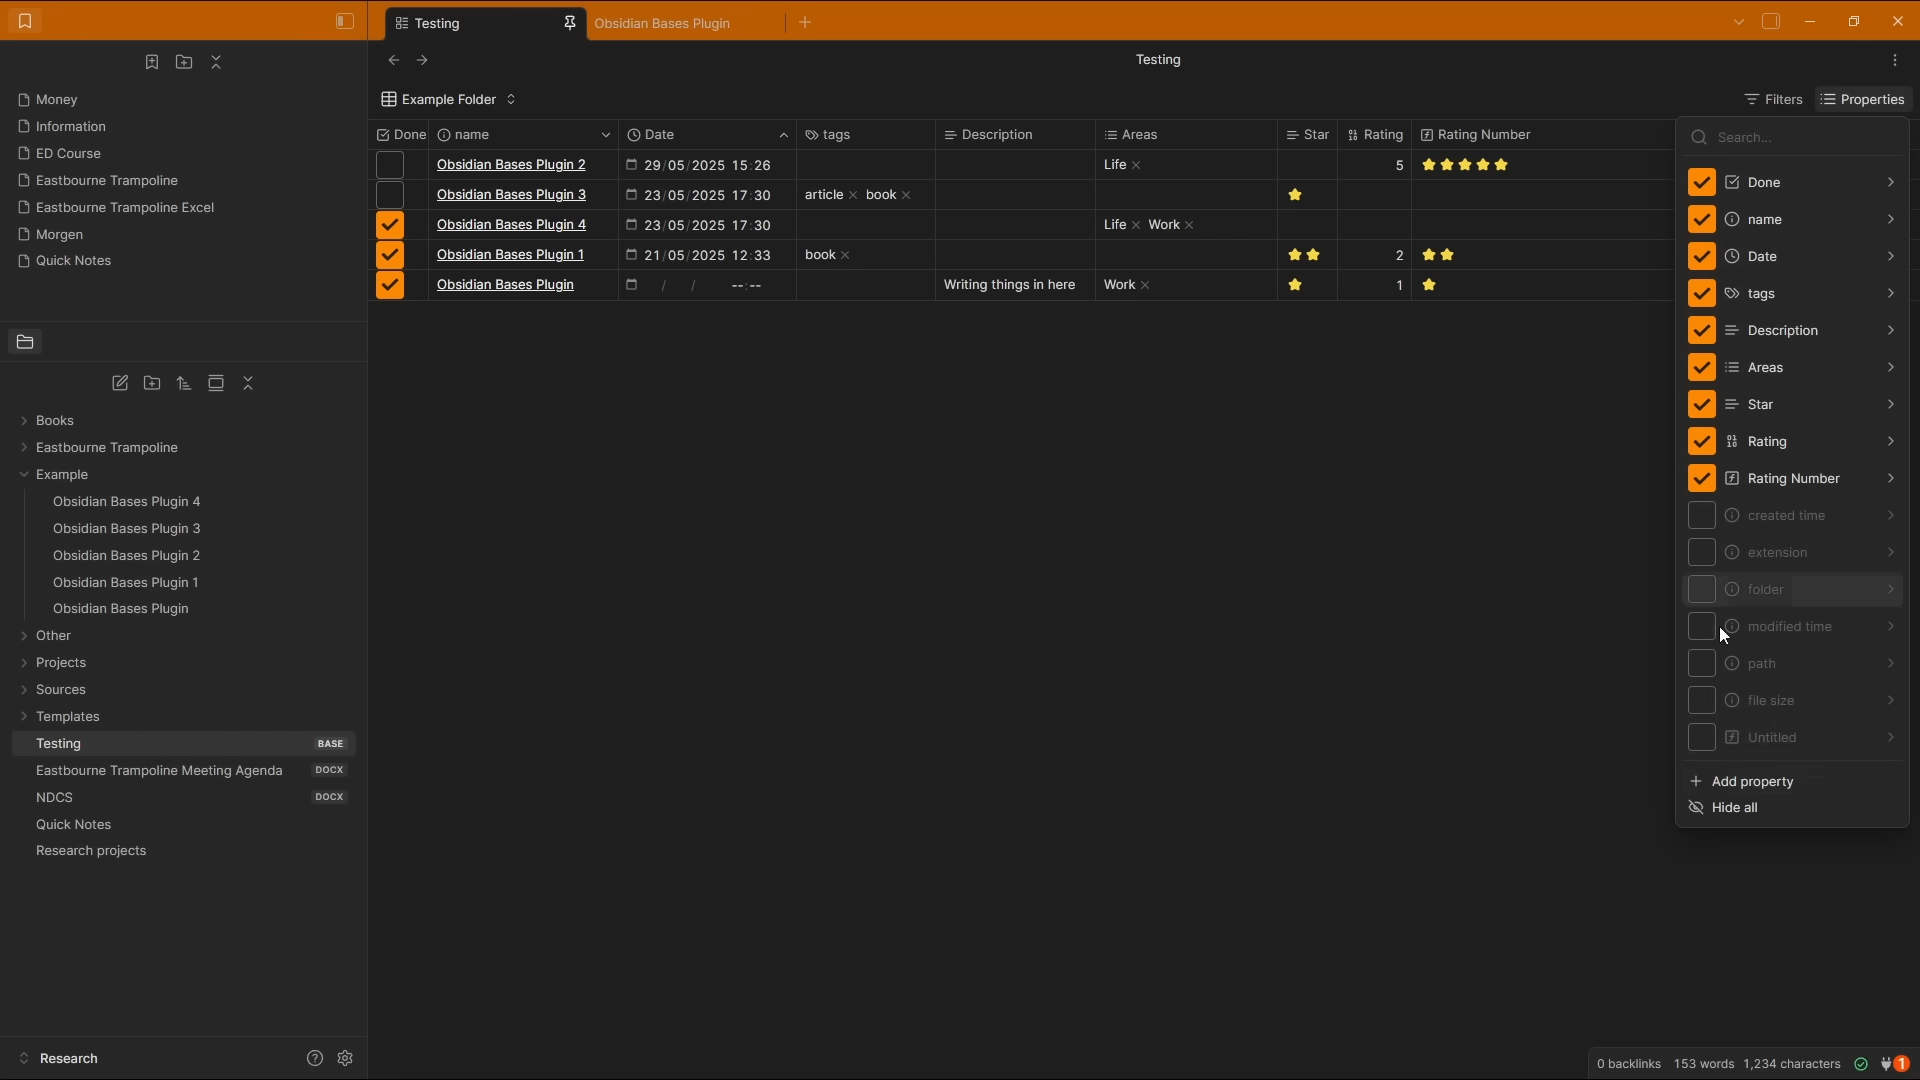 Testing
Obsidian Bases Plugin
Testing
Money
Information
ED Course
Eastbourne Trampoline
Eastbourne Trampoline Excel
Morgen
Quick Notes
Books
Eastbourne Trampoline
Example
Obsidian Bases Plugin 4
Obsidian Bases Plugin 3
Obsidian Bases Plugin 2
Obsidian Bases Plugin 1
Obsidian Bases Plugin
Other
Projects
Sources
Templates
Testing BASE
Eastbourne Trampoline Meeting Agenda DOCX
NDCS DOCX
Quick Notes
Research projects
Research
Example Folder
Filters Properties
Done name Date tags Description Areas Star Rating Rating Number
Obsidian Bases Plugin 2 29/05/2025 15:26 Life × 5
Obsidian Bases Plugin 3 23/05/2025 17:30 article × book ×
Obsidian Bases Plugin 4 23/05/2025 17:30 Life × Work ×
Obsidian Bases Plugin 1 21/05/2025 12:33 book × 2
Obsidian Bases Plugin / / --:-- Writing things in here Work × 1
Search...
Done
name
Date
tags
Description
Areas
Star
Rating
Rating Number
created time
extension
folder
modified time
path
file size
Untitled
Add property
Hide all
0 backlinks 153 words 1,234 characters 1